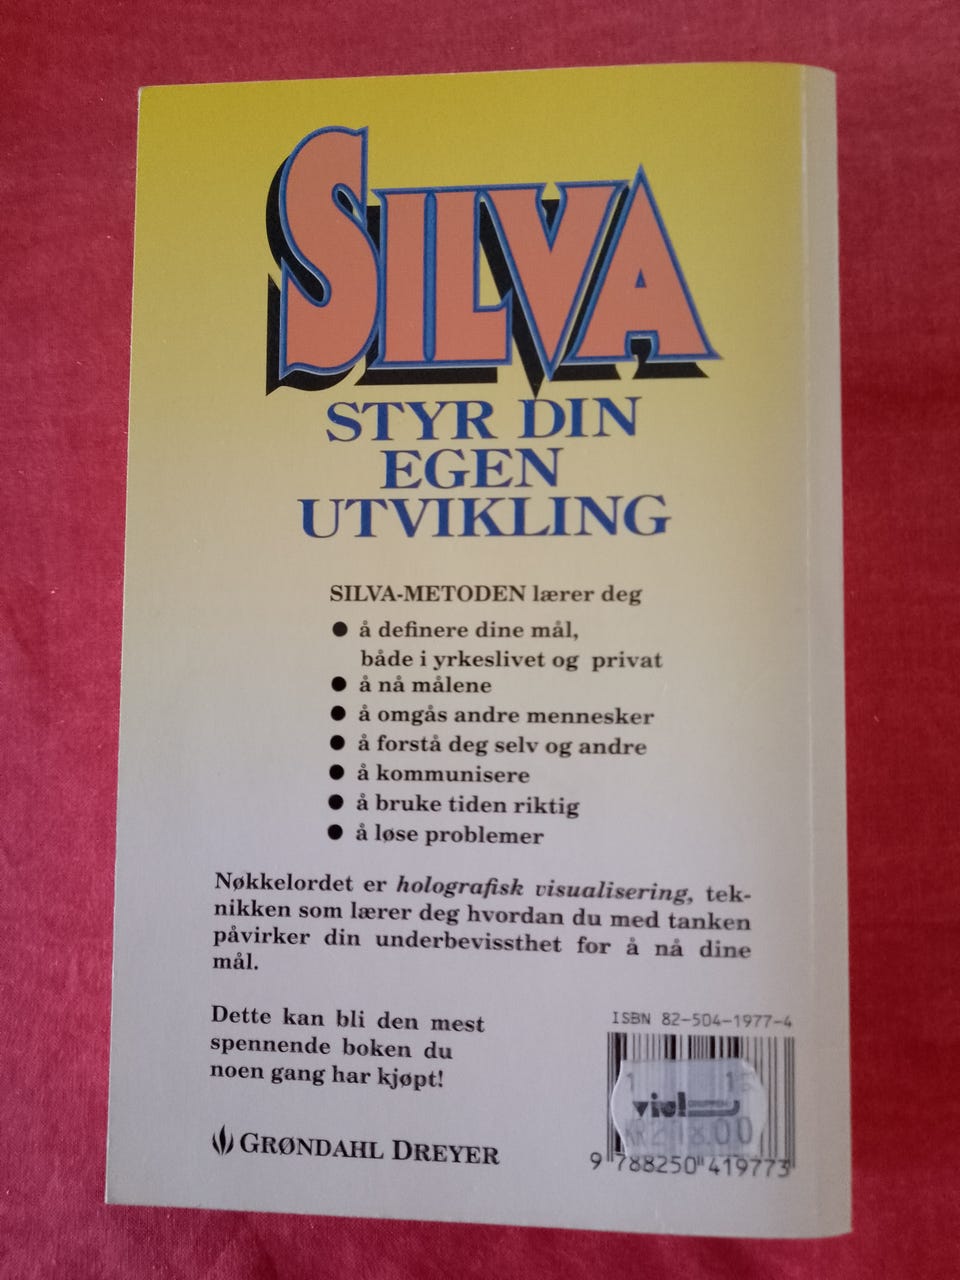 SILVA
STYR DIN
EGEN
UTVIKLING
SILVA-METODEN lærer deg
● å definere dine mål,
både i yrkeslivet og privat
● å nå målene
● å omgås andre mennesker
● å forstå deg selv og andre
● å kommunisere
● å bruke tiden riktig
● å løse problemer
Nøkkelordet er holografisk visualisering, tek-
nikken som lærer deg hvordan du med tanken
påvirker din underbevissthet for å nå dine
mål.
Dette kan bli den mest
spennende boken du
noen gang har kjøpt!
GRØNDAHL DREYER
ISBN 82-504-1977-4
9 788250 419773